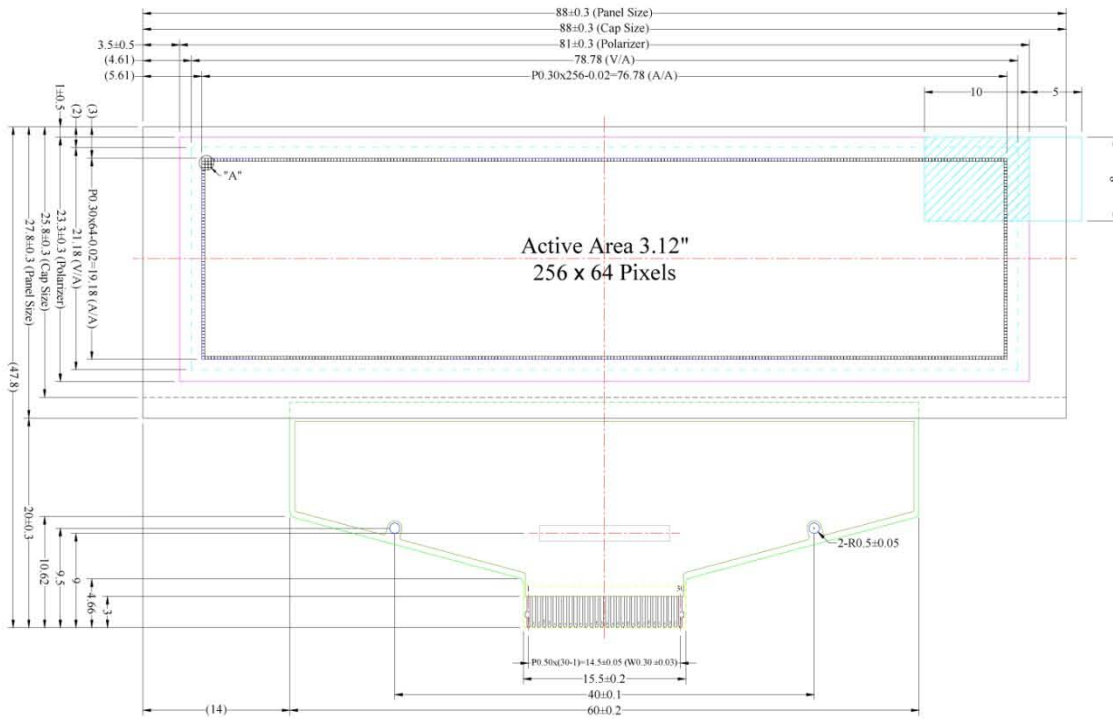 88±0.3 (Panel Size)
88±0.3 (Cap Size)
3.5±0.5
81±0.3 (Polarizer)
(4.61)
78.78 (V/A)
(5.61)
P0.30x256-0.02=76.78 (A/A)
10
5
1±0.5
(2)
(3)
"A"
Active Area 3.12"
256 x 64 Pixels
P0.30x64-0.02=19.18 (A/A)
21.18 (V/A)
23.3±0.3 (Polarizer)
25.8±0.3 (Cap Size)
27.8±0.3 (Panel Size)
(47.8)
20±0.3
10.62
9.5
9
4.66
3
2-R0.5±0.05
1
P0.50x(30-1)=14.5±0.05 (W0.30 ±0.03)
15.5±0.2
40±0.1
(14)
60±0.2